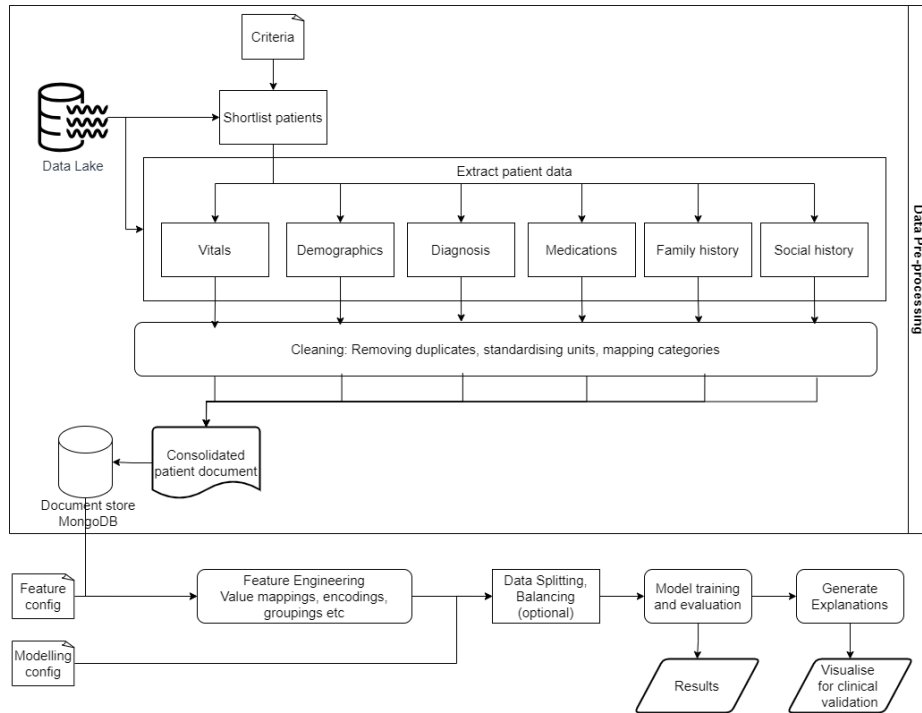 Criteria
Shortlist patients
Data Lake
Extract patient data
Vitals
Demographics
Diagnosis
Medications
Family history
Social history
Data Pre-processing
Cleaning: Removing duplicates, standardising units, mapping categories
Consolidated
patient document
Document store
MongoDB
Feature
config
Feature Engineering
Value mappings, encodings,
groupings etc
Data Splitting,
Balancing
(optional)
Model training
and evaluation
Generate
Explanations
Modelling
config
Results
Visualise
for clinical
validation